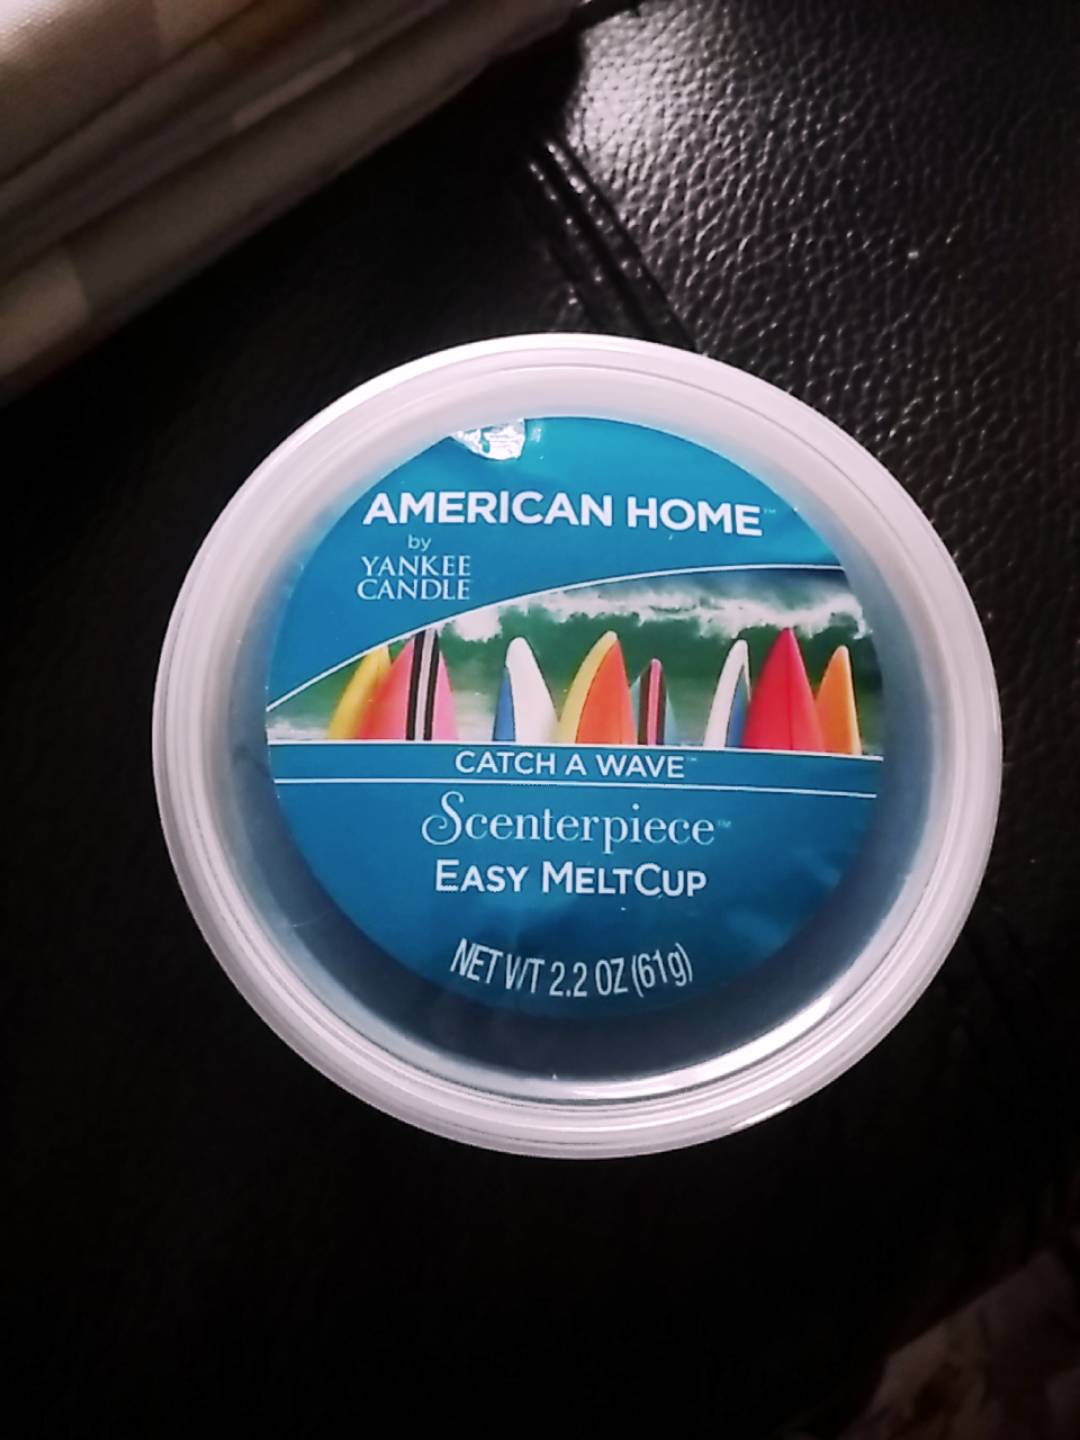 AMERICAN HOME™
by
YANKEE
CANDLE
CATCH A WAVE™
Scenterpiece™
EASY MELTCUP
NET WT 2.2 OZ (61g)